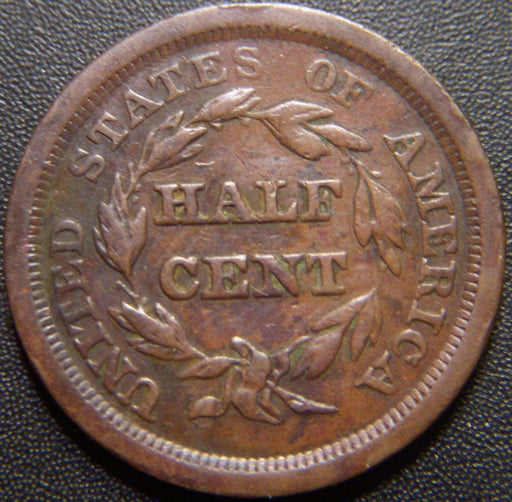 UNITED STATES OF AMERICA
HALF
CENT